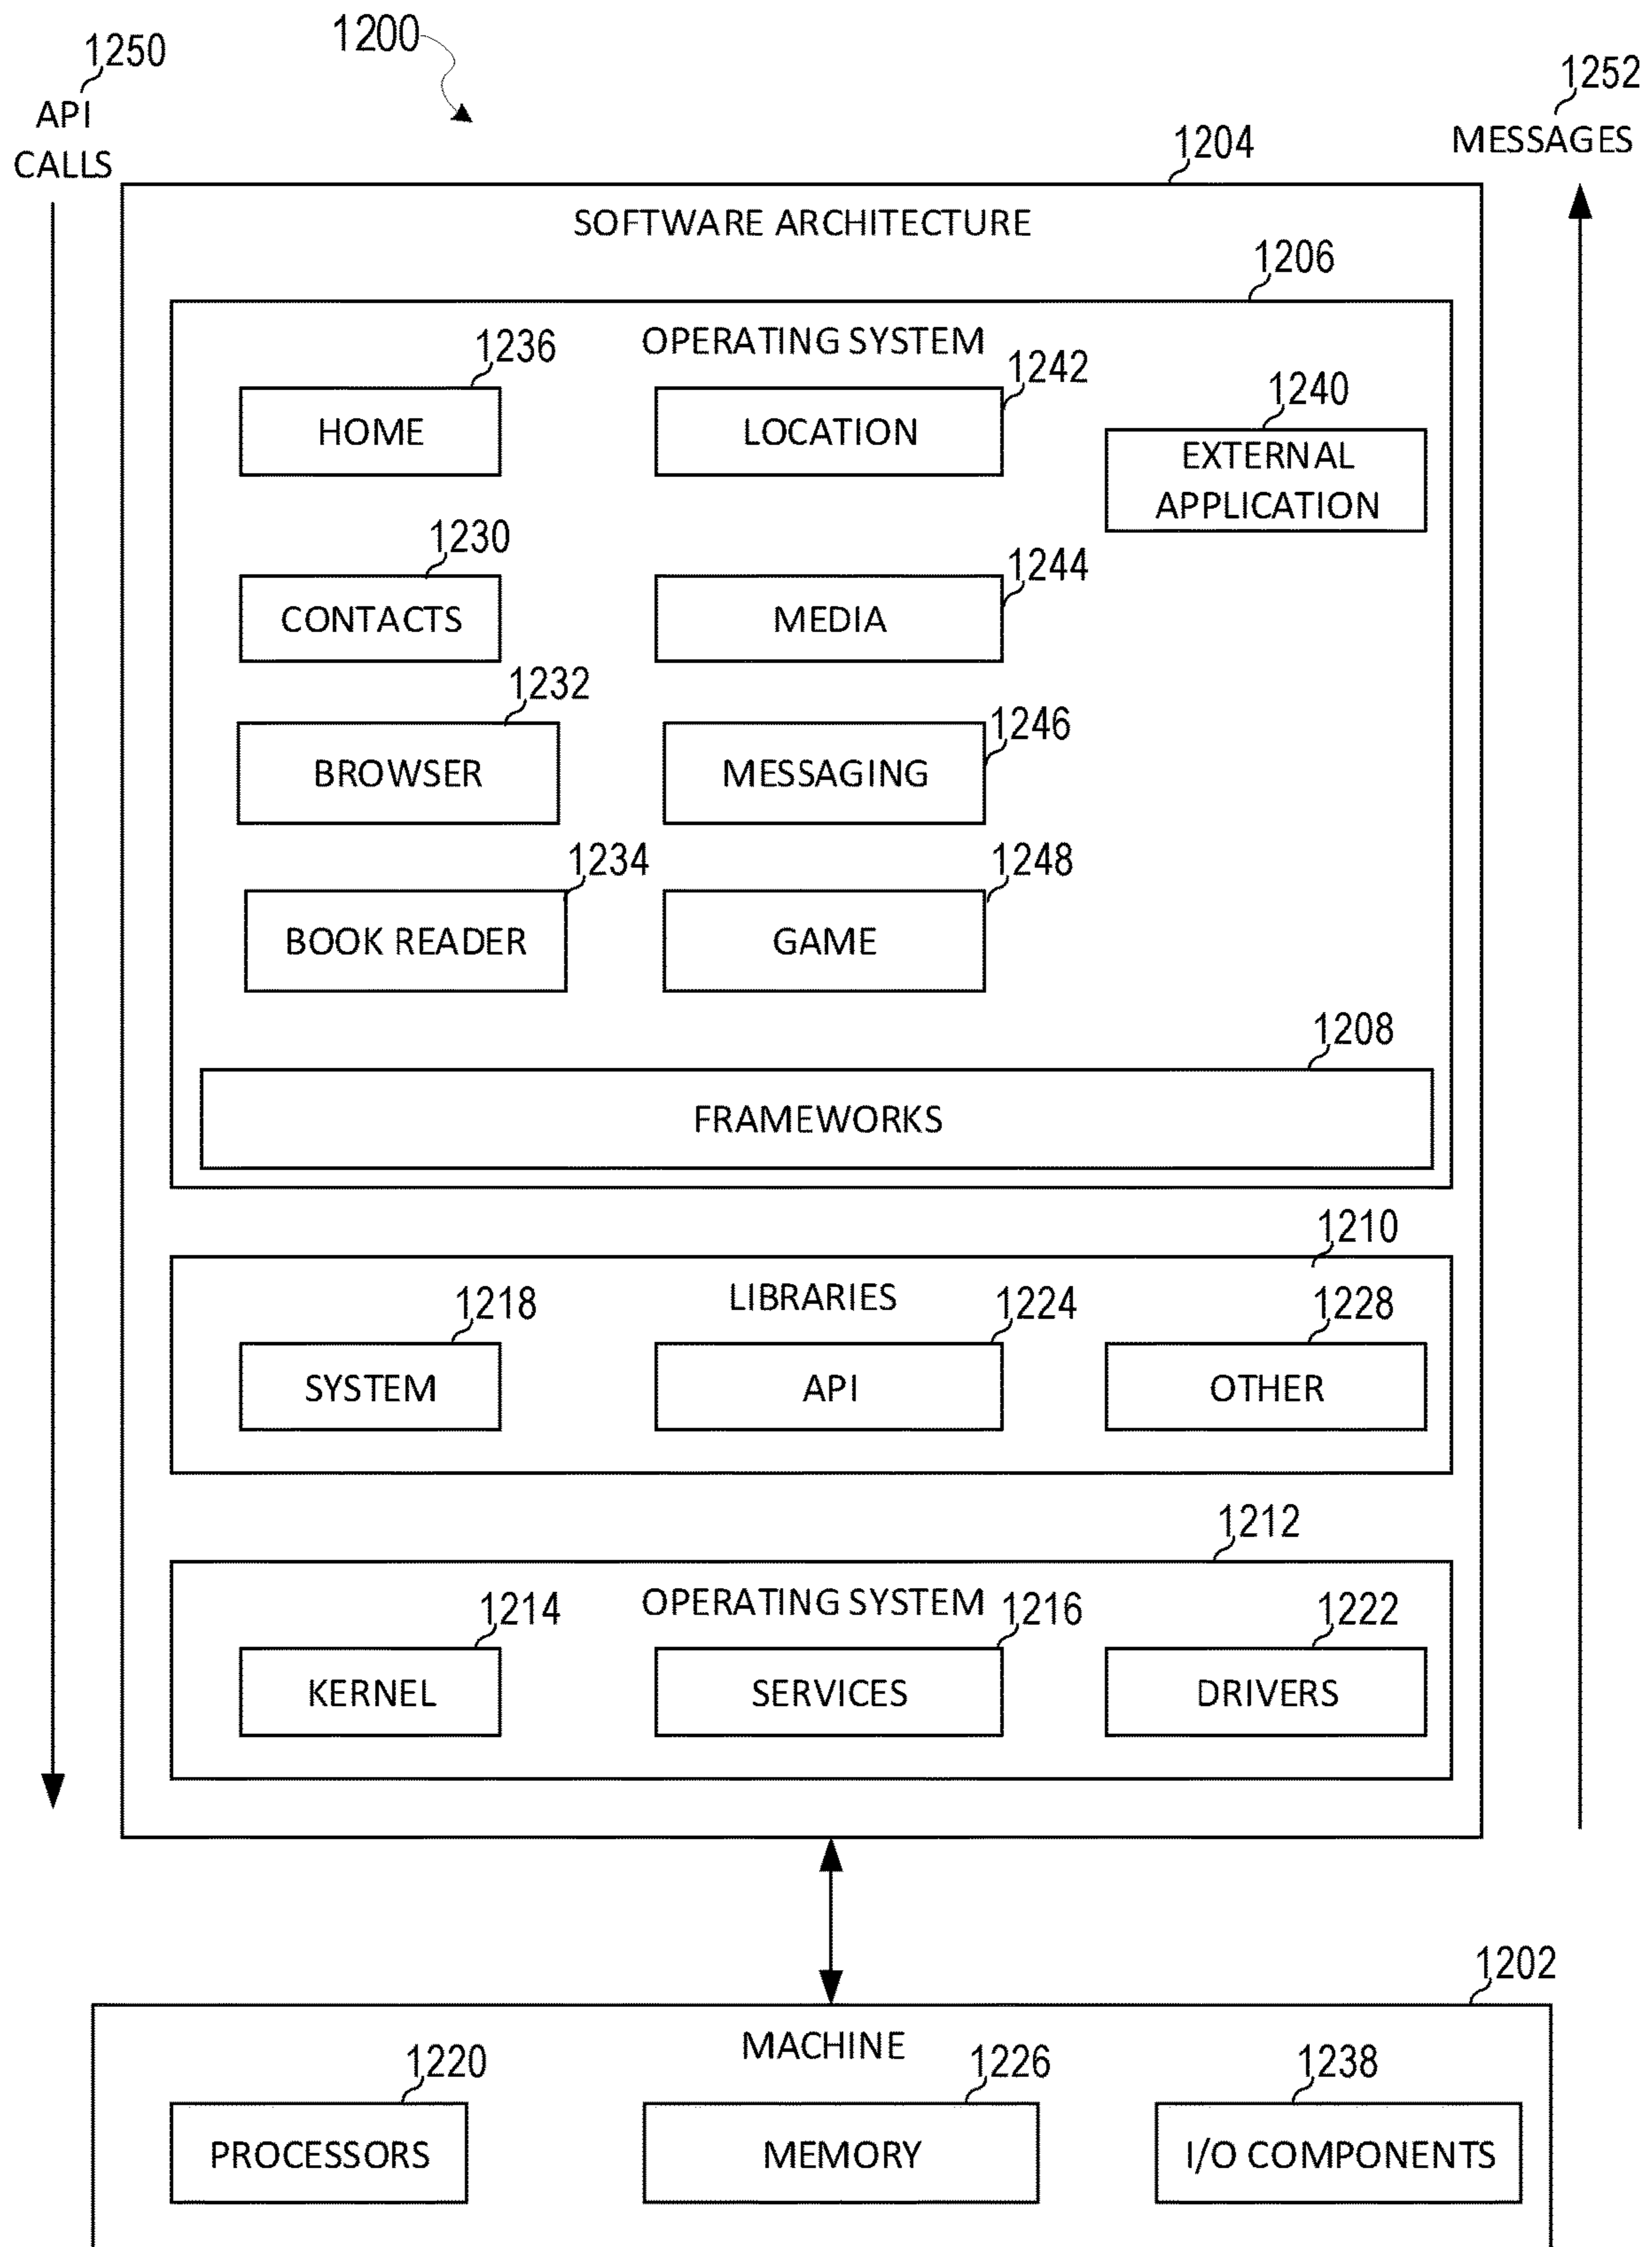 1250
1200
1252
API
CALLS
MESSAGES
1204
SOFTWARE ARCHITECTURE
1206
OPERATING SYSTEM
1236
1242
1240
HOME
LOCATION
EXTERNAL
APPLICATION
1230
1244
CONTACTS
MEDIA
1232
1246
BROWSER
MESSAGING
1234
1248
BOOK READER
GAME
1208
FRAMEWORKS
1210
LIBRARIES
1218
1224
1228
SYSTEM
API
OTHER
1212
OPERATING SYSTEM
1214
1216
1222
KERNEL
SERVICES
DRIVERS
1202
MACHINE
1220
1226
1238
PROCESSORS
MEMORY
I/O COMPONENTS